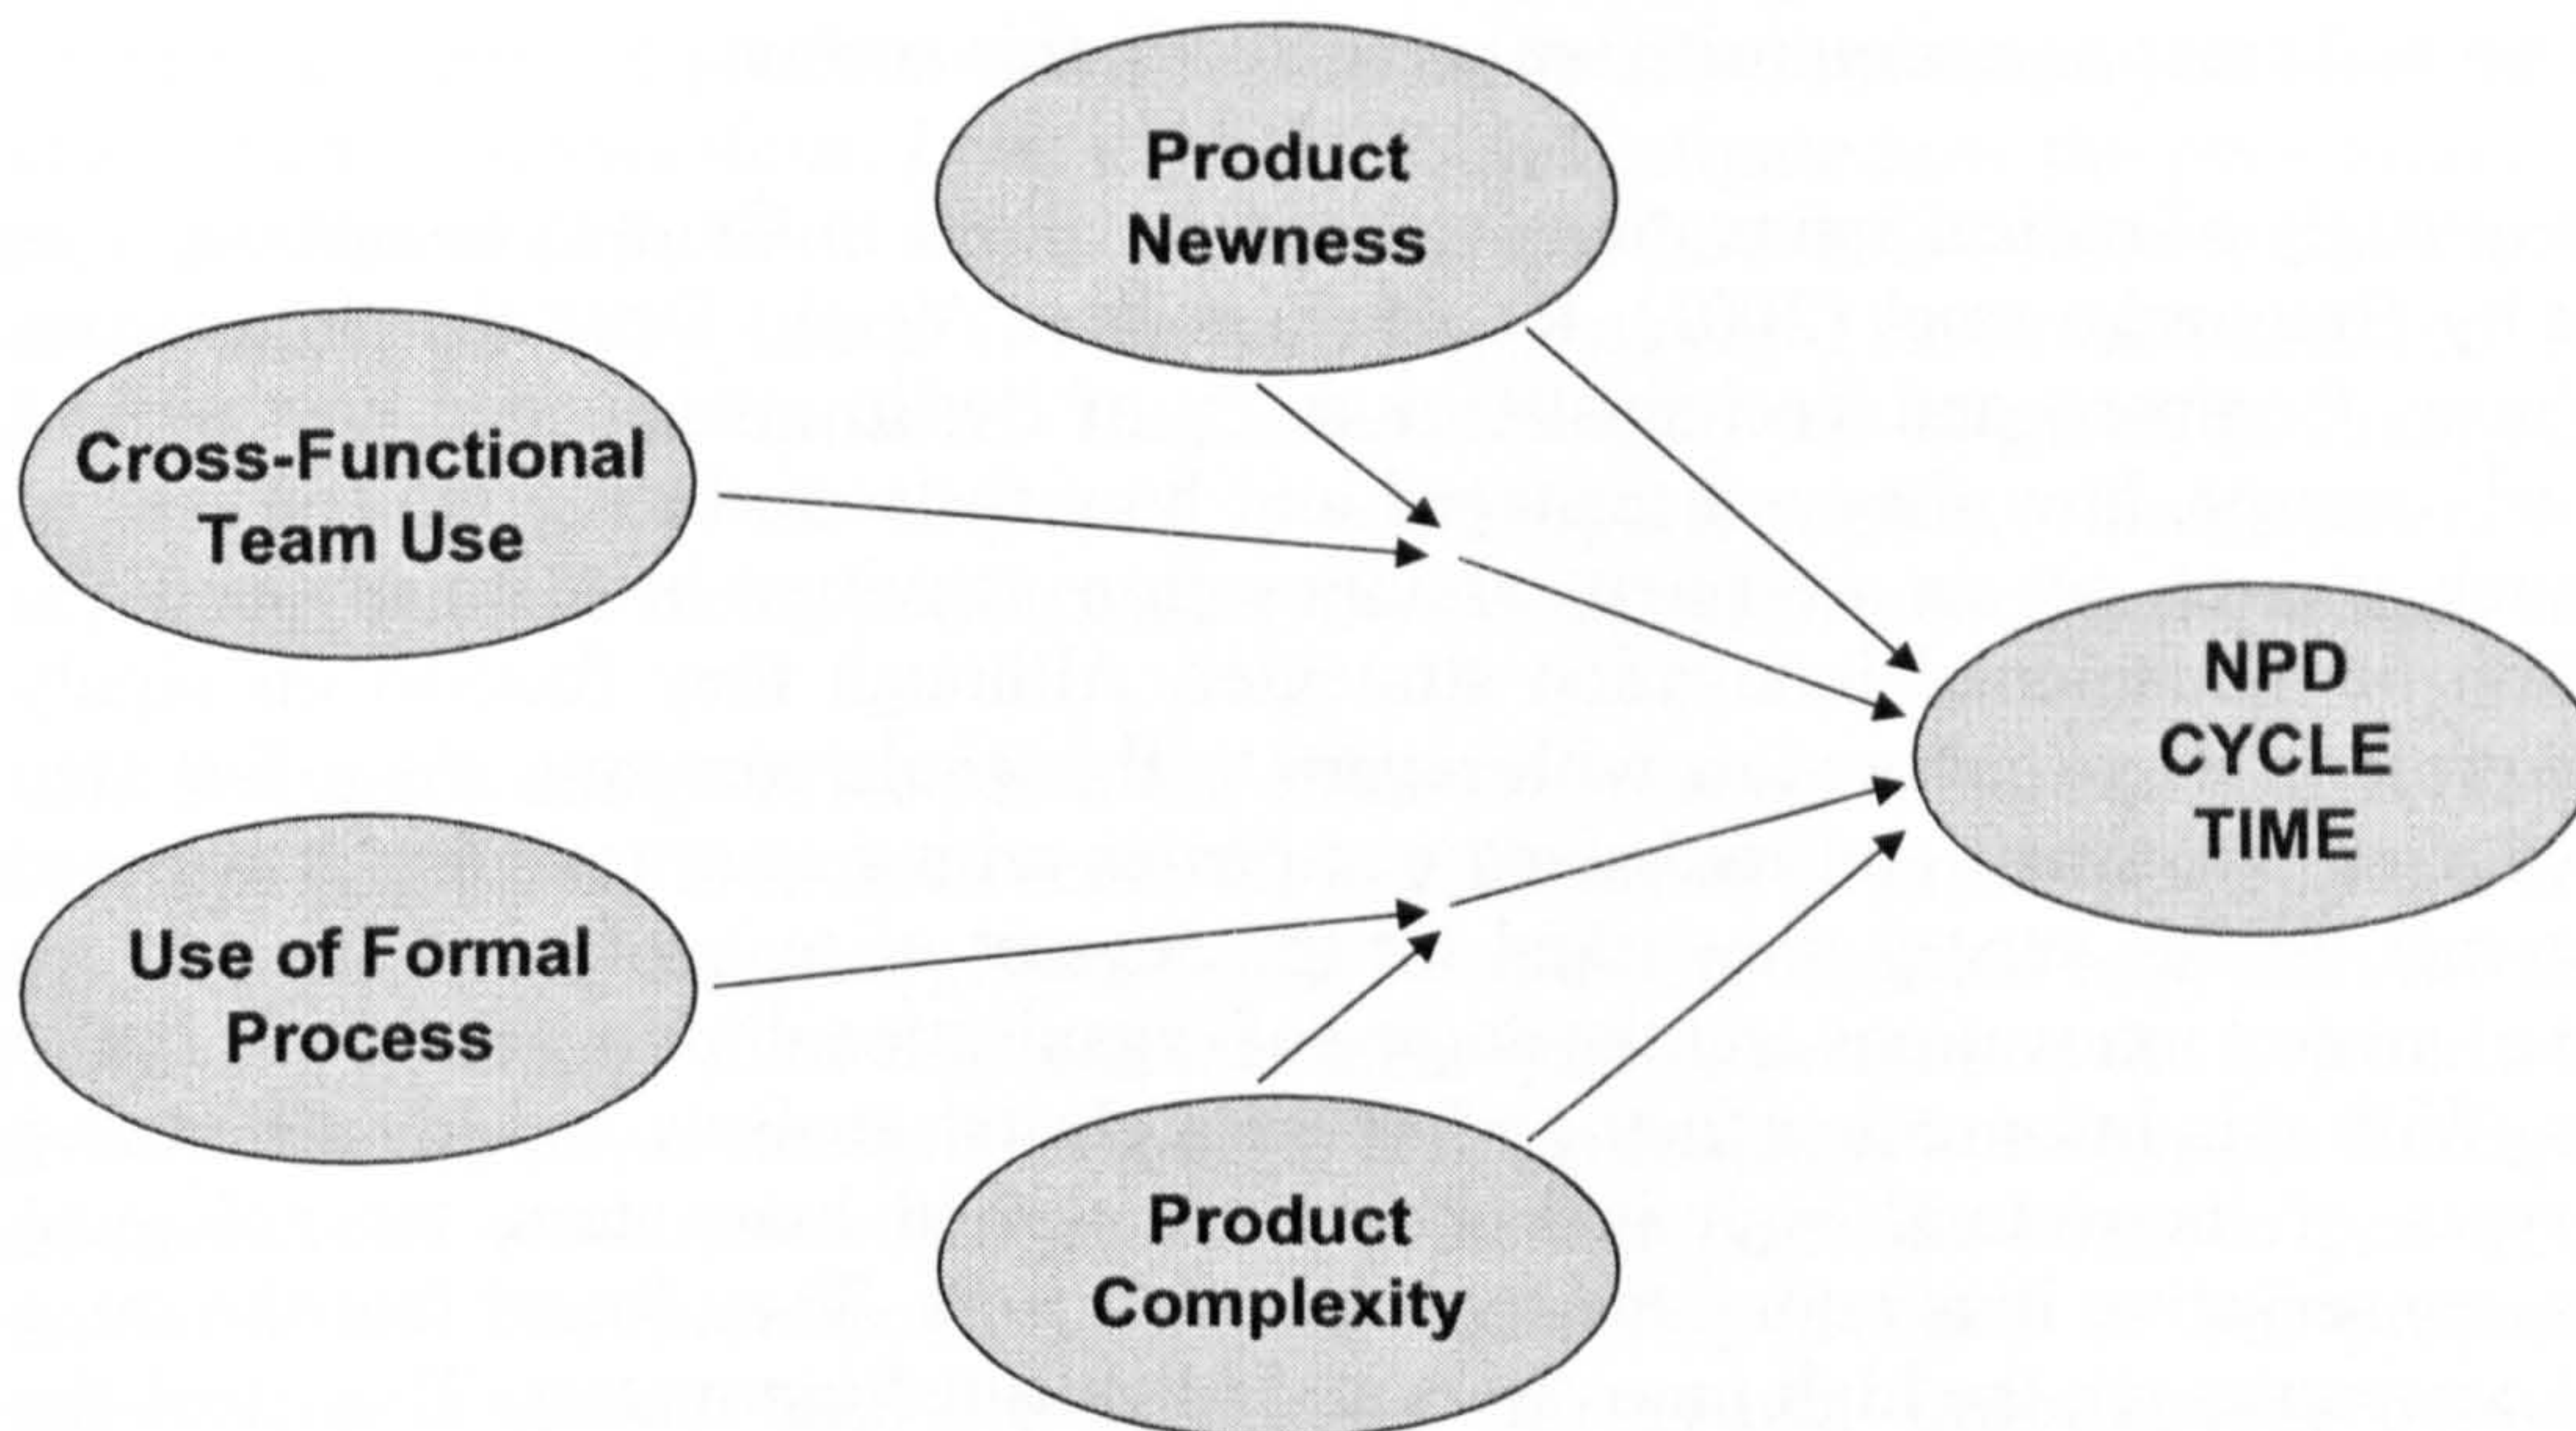 Product
Newness
Cross-Functional
Team Use
NPD
CYCLE
TIME
Use of Formal
Process
Product
Complexity